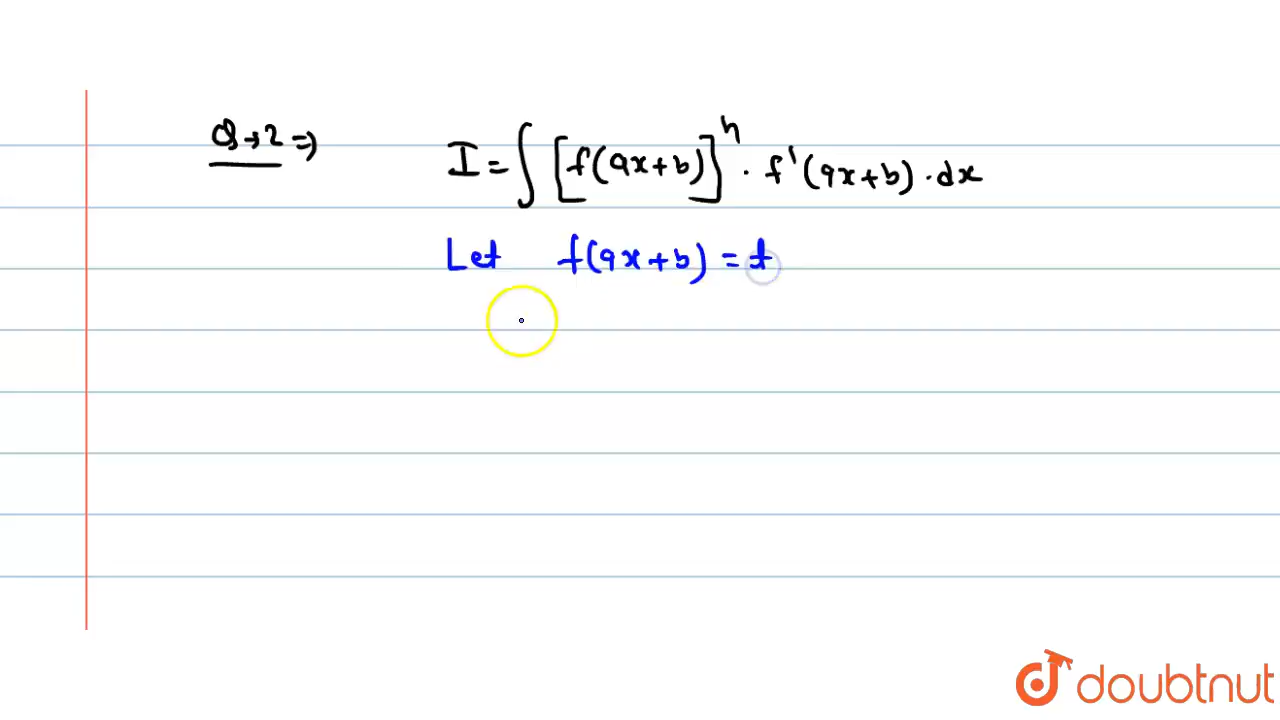 Q→2⇒ I = ∫ [f(ax+b)]ⁿ · f'(ax+b) · dx
Let f(ax+b) = t
doubtnut